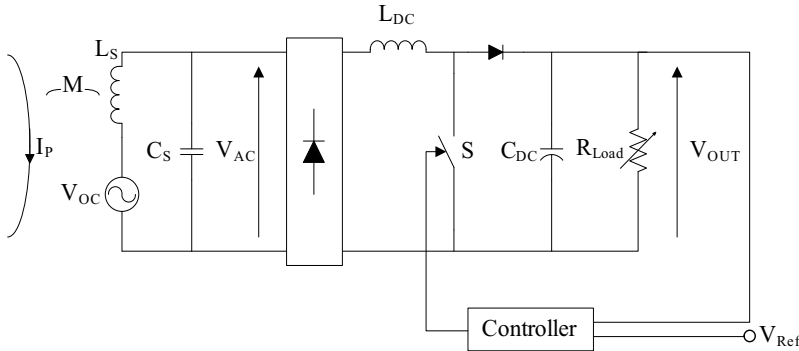 L_DC
L_S
M
I_P
V_OC
C_S
V_AC
S
C_DC
R_Load
V_OUT
Controller
V_Ref